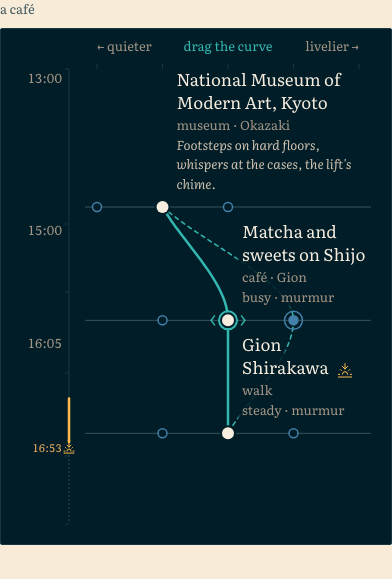 a café
← quieter drag the curve livelier →
13:00
National Museum of
Modern Art, Kyoto
museum · Okazaki
Footsteps on hard floors,
whispers at the cases, the lift's
chime.
15:00
Matcha and
sweets on Shijo
café · Gion
busy · murmur
16:05
Gion
Shirakawa
walk
steady · murmur
16:53